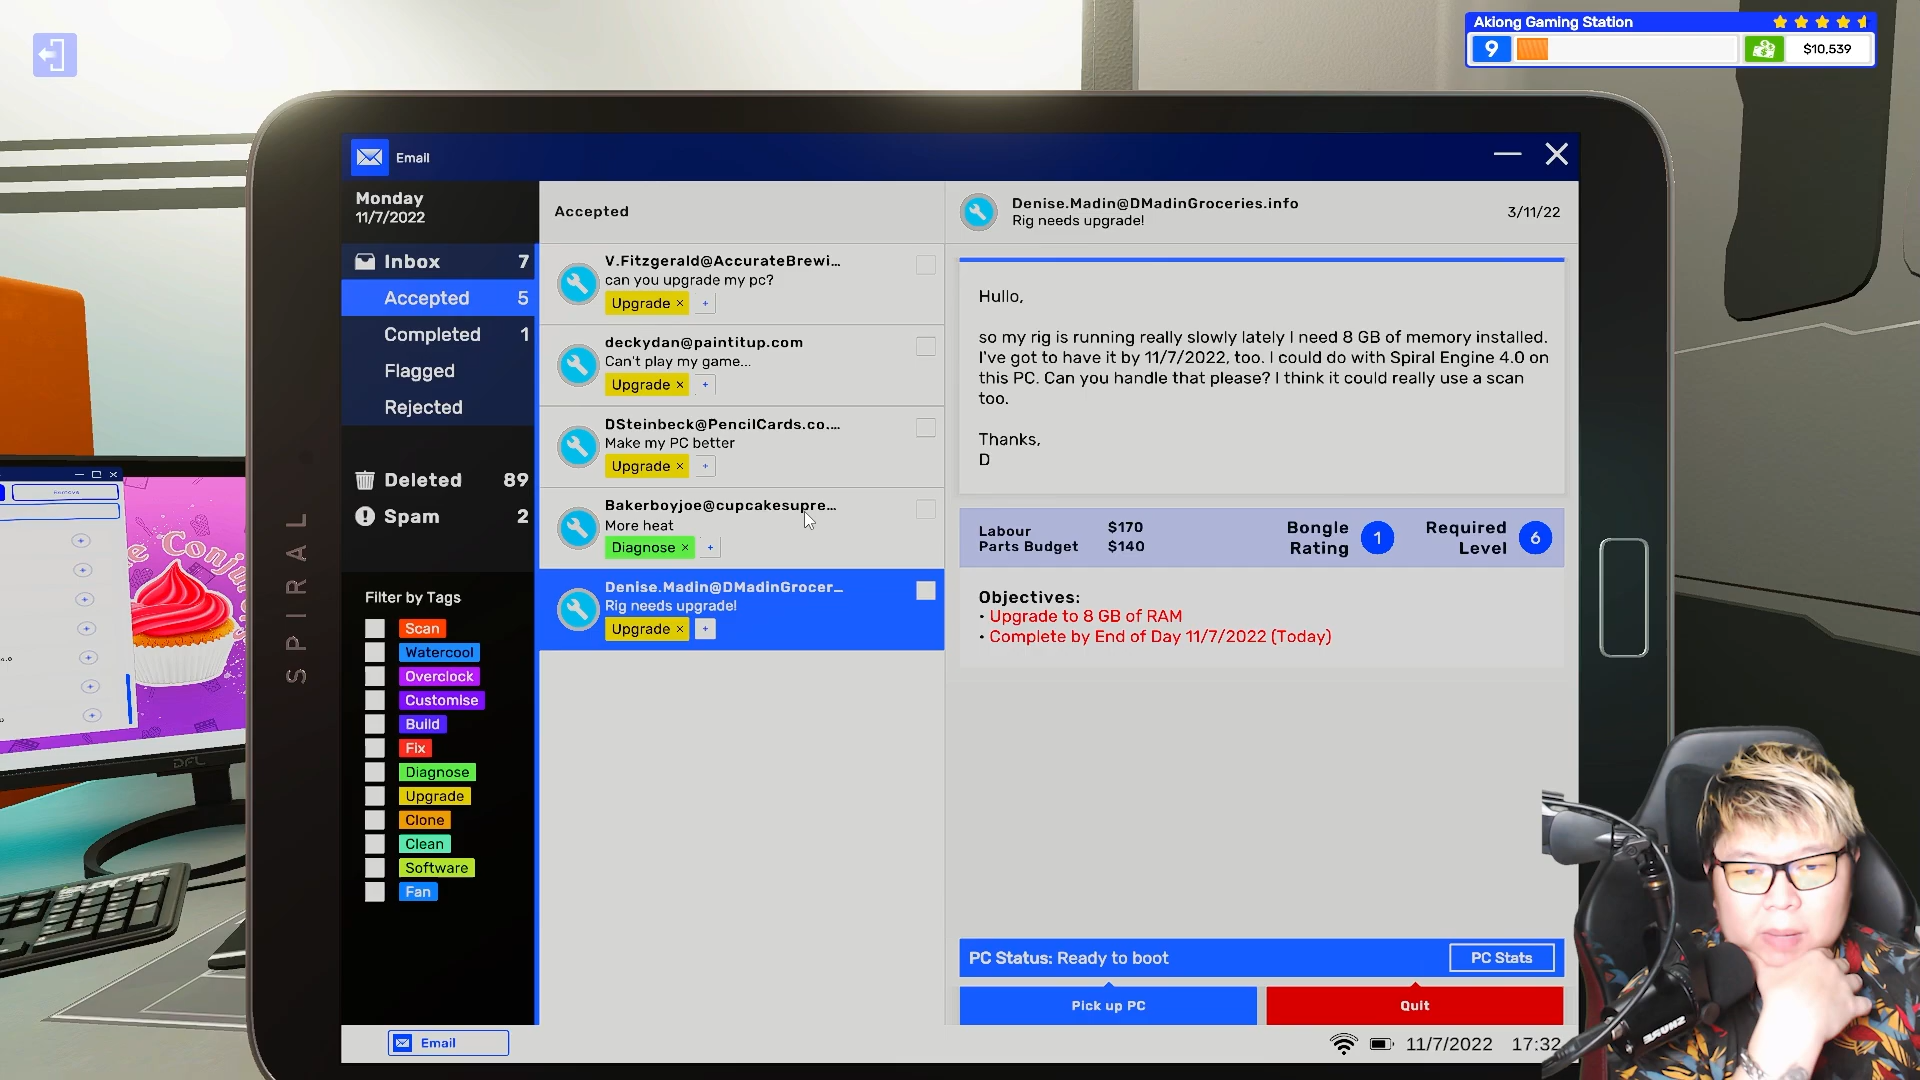 Akiong Gaming Station
9
$10,539
Email
Monday
11/7/2022
Inbox 7
Accepted 5
Completed 1
Flagged
Rejected
Deleted 89
Spam 2
Filter by Tags
Scan
Watercool
Overclock
Customise
Build
Fix
Diagnose
Upgrade
Clone
Clean
Software
Fan
Accepted
V.Fitzgerald@AccurateBrewi...
can you upgrade my pc?
Upgrade × +
deckydan@paintitup.com
Can't play my game...
Upgrade × +
DSteinbeck@PencilCards.co....
Make my PC better
Upgrade × +
Bakerboyjoe@cupcakesupre...
More heat
Diagnose × +
Denise.Madin@DMadinGrocer...
Rig needs upgrade!
Upgrade × +
Denise.Madin@DMadinGroceries.info
Rig needs upgrade!
3/11/22
Hullo,
so my rig is running really slowly lately I need 8 GB of memory installed.
I've got to have it by 11/7/2022, too. I could do with Spiral Engine 4.0 on
this PC. Can you handle that please? I think it could really use a scan
too.
Thanks,
D
Labour $170
Parts Budget $140
Bongle Rating 1
Required Level 6
Objectives:
• Upgrade to 8 GB of RAM
• Complete by End of Day 11/7/2022 (Today)
PC Status: Ready to boot
PC Stats
Pick up PC
Quit
Email
11/7/2022 17:32
SPIRAL
DFL